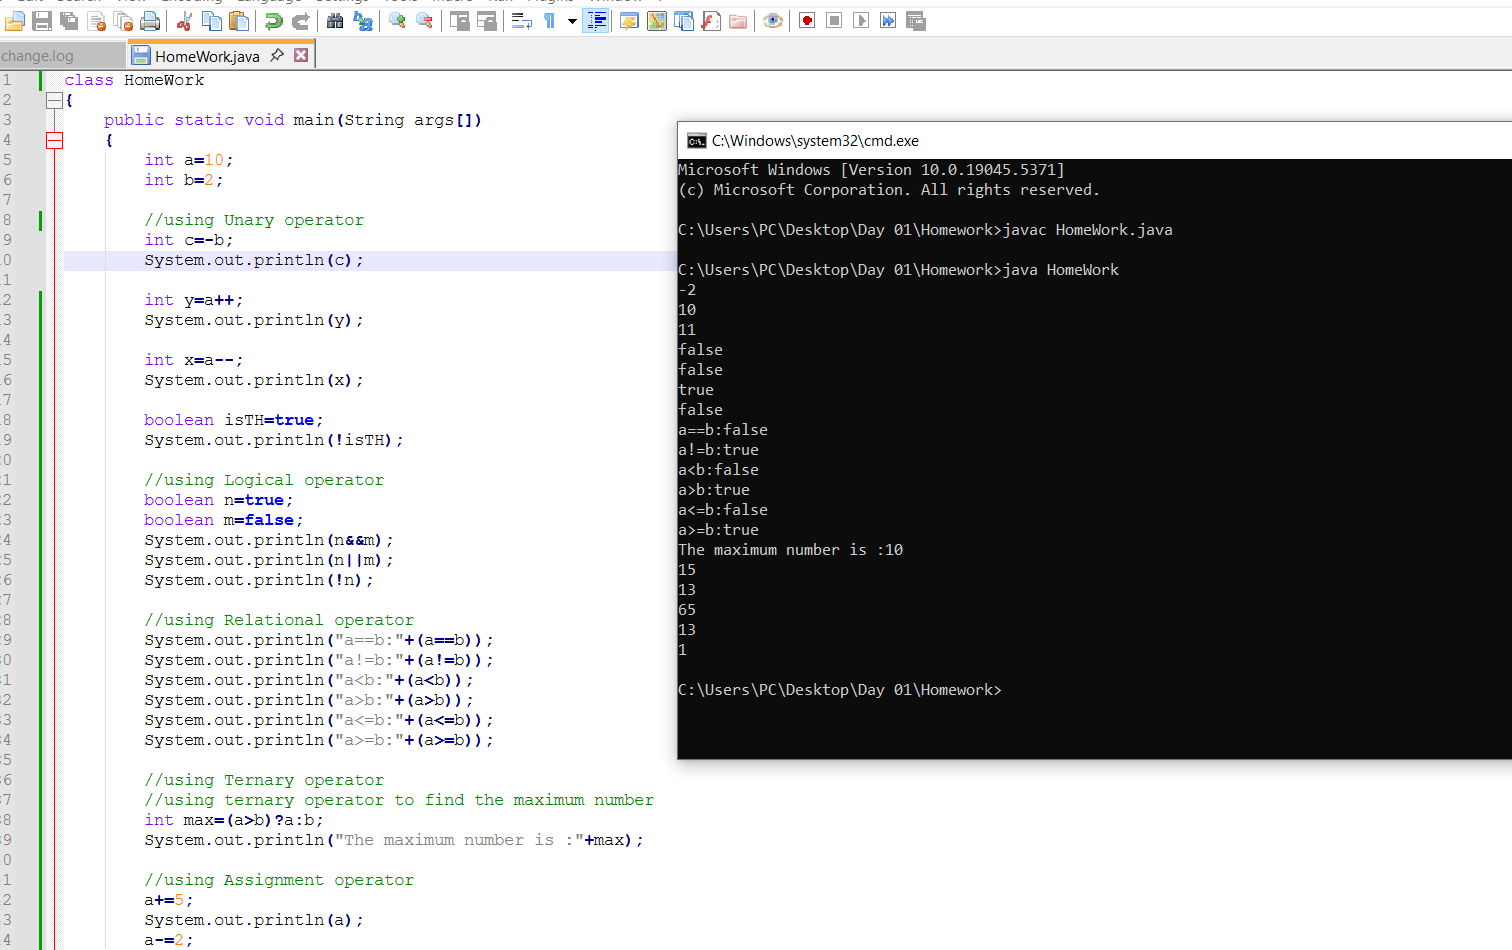 change.log
HomeWork.java
1 class HomeWork
2 {
3 public static void main(String args[])
4 {
5 int a=10;
6 int b=2;
7
8 //using Unary operator
9 int c=-b;
0 System.out.println(c);
1
2 int y=a++;
3 System.out.println(y);
4
5 int x=a--;
6 System.out.println(x);
7
8 boolean isTH=true;
9 System.out.println(!isTH);
0
1 //using Logical operator
2 boolean n=true;
3 boolean m=false;
4 System.out.println(n&&m);
5 System.out.println(n||m);
6 System.out.println(!n);
7
8 //using Relational operator
9 System.out.println("a==b:"+(a==b));
0 System.out.println("a!=b:"+(a!=b));
1 System.out.println("a<b:"+(a<b));
2 System.out.println("a>b:"+(a>b));
3 System.out.println("a<=b:"+(a<=b));
4 System.out.println("a>=b:"+(a>=b));
5
6 //using Ternary operator
7 //using ternary operator to find the maximum number
8 int max=(a>b)?a:b;
9 System.out.println("The maximum number is :"+max);
0
1 //using Assignment operator
2 a+=5;
3 System.out.println(a);
4 a-=2;
C:\Windows\system32\cmd.exe
Microsoft Windows [Version 10.0.19045.5371]
(c) Microsoft Corporation. All rights reserved.
C:\Users\PC\Desktop\Day 01\Homework>javac HomeWork.java
C:\Users\PC\Desktop\Day 01\Homework>java HomeWork
-2
10
11
false
false
true
false
a==b:false
a!=b:true
a<b:false
a>b:true
a<=b:false
a>=b:true
The maximum number is :10
15
13
65
13
1
C:\Users\PC\Desktop\Day 01\Homework>